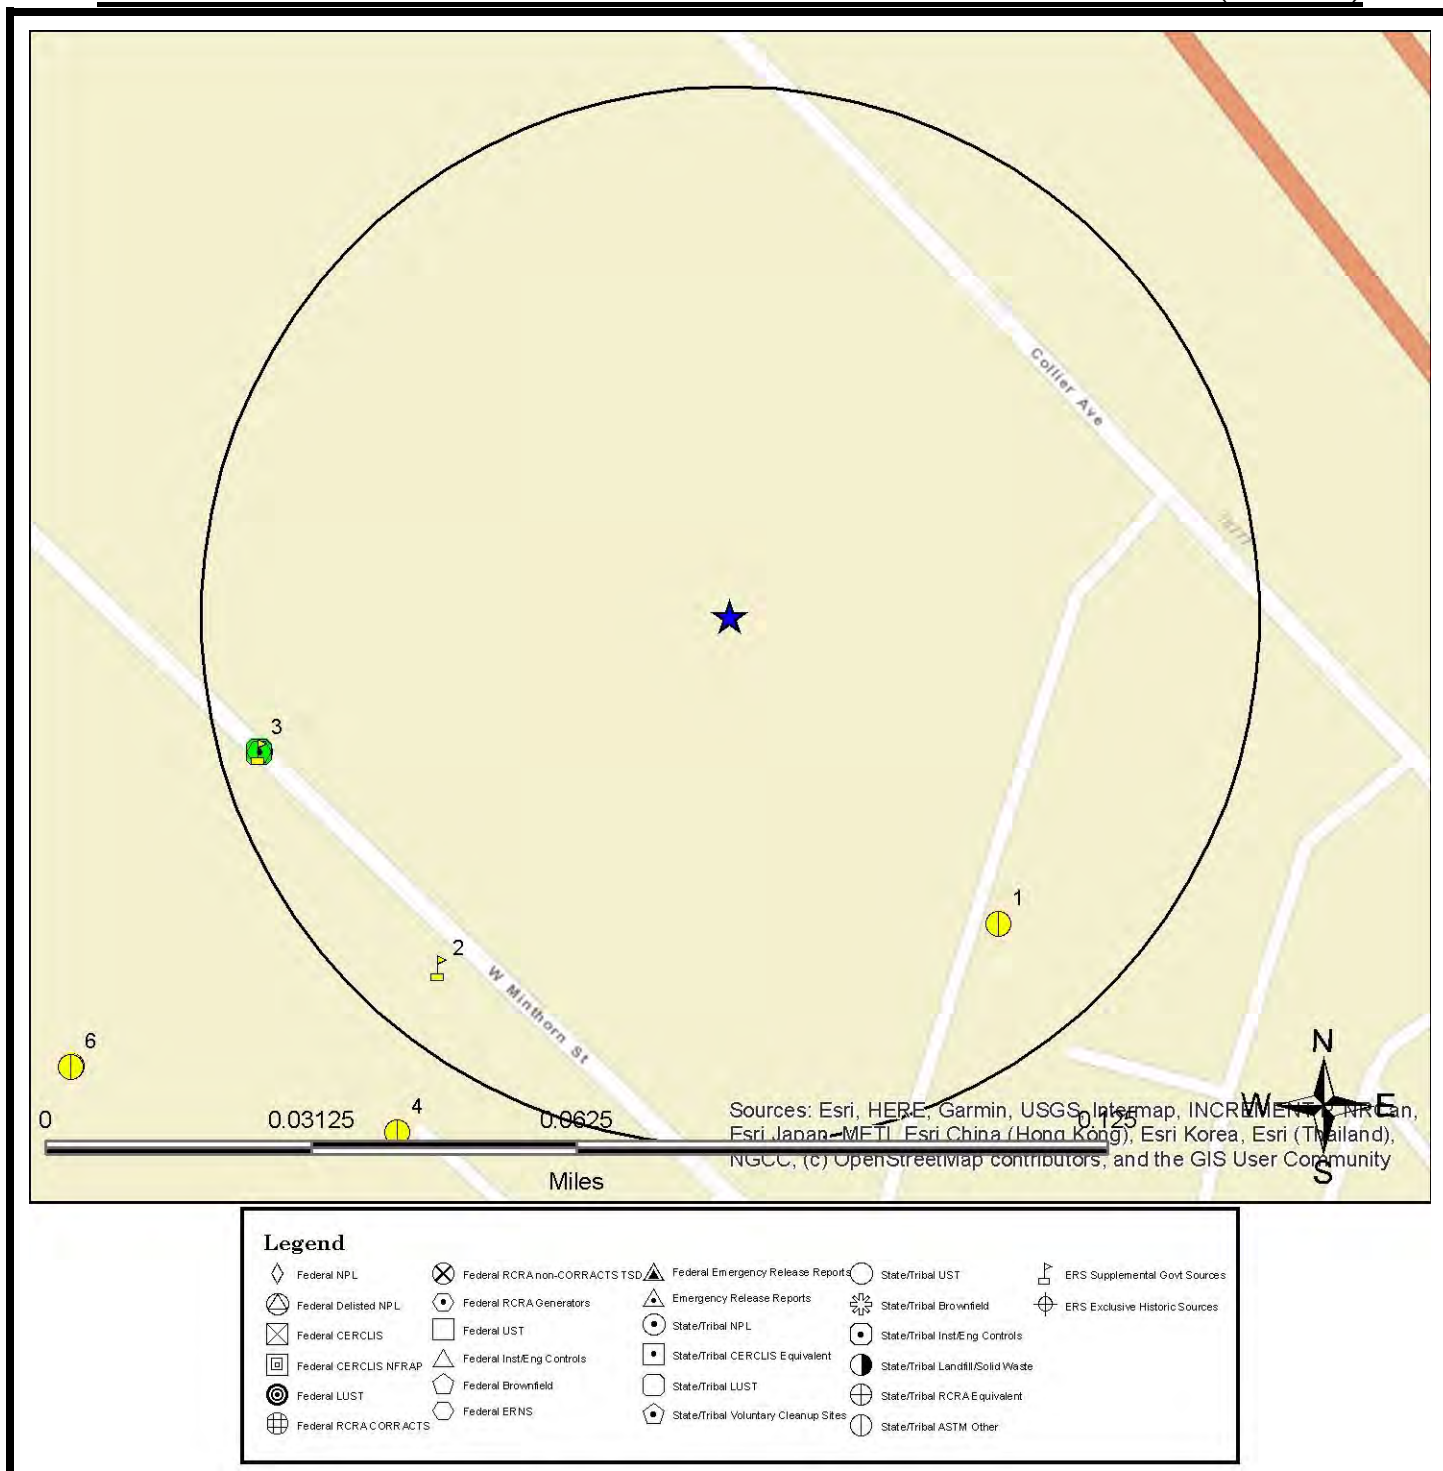 Collier Ave
3
1
2
W Minthorn St
6
4
N
W
E
S
0
0.03125
0.0625
0.125
Miles
Sources: Esri, HERE, Garmin, USGS, Intermap, INCREMENT P, NRCan,
Esri Japan, METI, Esri China (Hong Kong), Esri Korea, Esri (Thailand),
NGCC, (c) OpenStreetMap contributors, and the GIS User Community
Legend
Federal NPL
Federal Delisted NPL
Federal CERCLIS
Federal CERCLIS NFRAP
Federal LUST
Federal RCRA CORRACTS
Federal RCRA non-CORRACTS TSD
Federal RCRA Generators
Federal UST
Federal Inst/Eng Controls
Federal Brownfield
Federal ERNS
Federal Emergency Release Reports
Emergency Release Reports
State/Tribal NPL
State/Tribal CERCLIS Equivalent
State/Tribal LUST
State/Tribal Voluntary Cleanup Sites
State/Tribal UST
State/Tribal Brownfield
State/Tribal Inst/Eng Controls
State/Tribal Landfill/Solid Waste
State/Tribal RCRA Equivalent
State/Tribal ASTM Other
ERS Supplemental Govt Sources
ERS Exclusive Historic Sources